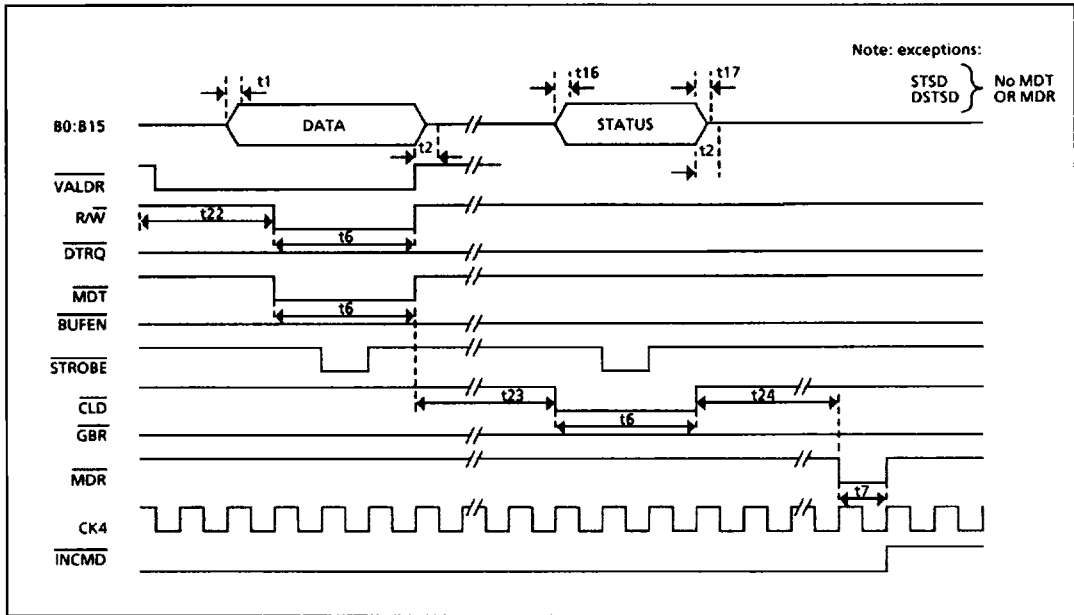 Note: exceptions:
STSD
DSTSD
No MDT
OR MDR
t1
t16
t17
B0:B15
DATA
STATUS
t2
t2
VALDR
R/W
t22
t6
DTRQ
MDT
t6
BUFEN
STROBE
CLD
t23
t24
t6
GBR
MDR
t7
CK4
INCMD